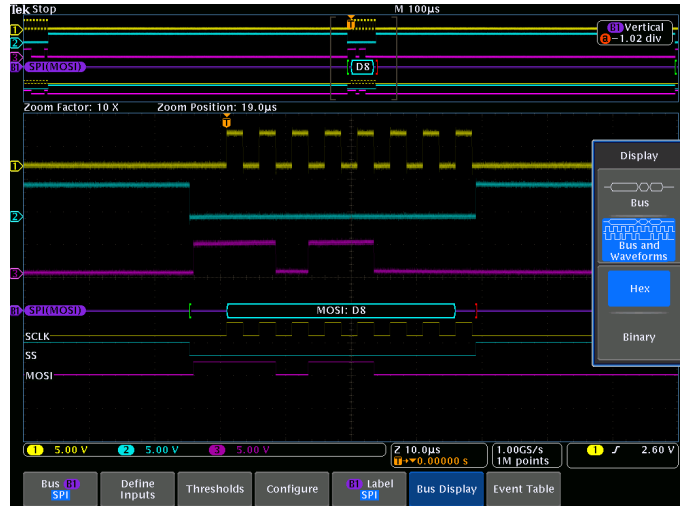 Tek Stop
M 100µs
B1 Vertical
a -1.02 div
1
2
3
B1 SPI(MOSI)
D8
Zoom Factor: 10 X
Zoom Position: 19.0µs
T
T
1
2
3
Display
Bus
Bus and
Waveforms
Hex
Binary
B1 SPI(MOSI)
MOSI: D8
SCLK
SS
MOSI
1 5.00 V
2 5.00 V
3 5.00 V
Z 10.0µs
T→▼0.00000 s
1.00GS/s
1M points
1
2.60 V
Bus B1
SPI
Define
Inputs
Thresholds
Configure
B1 Label
SPI
Bus Display
Event Table